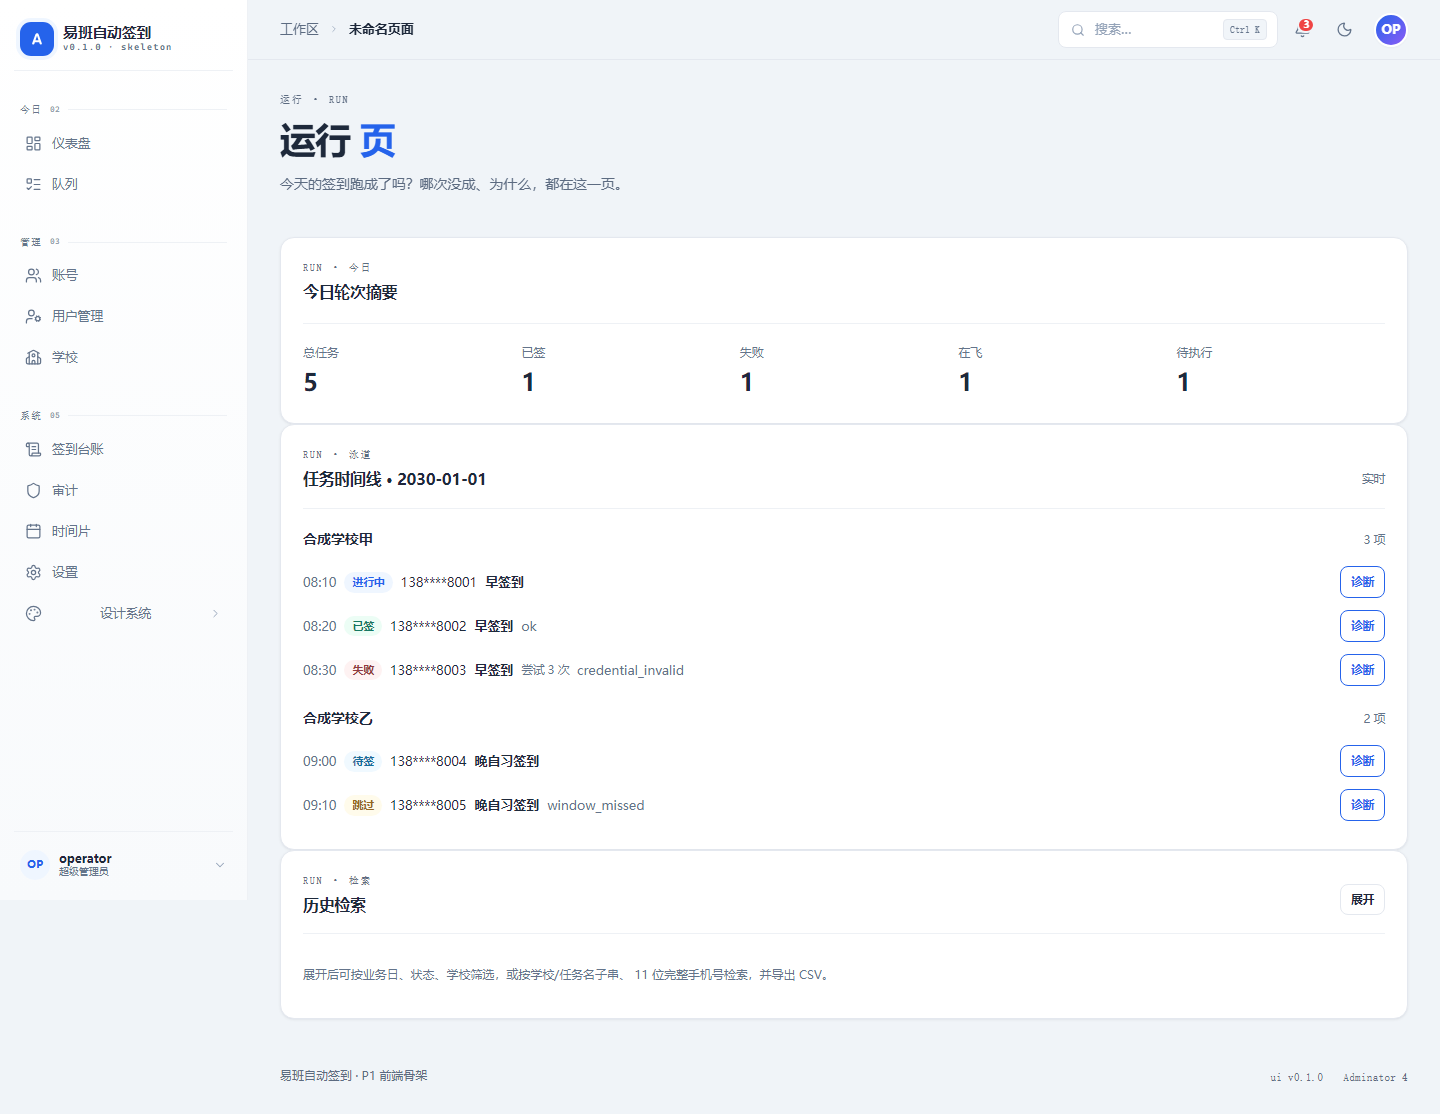 A
易班自动签到
v0.1.0 · skeleton
今日 02
仪表盘
队列
管理 03
账号
用户管理
学校
系统 05
签到台账
审计
时间片
设置
设计系统
OP
operator
超级管理员
工作区
未命名页面
搜索...
Ctrl K
3
OP
运行 • RUN
运行 页
今天的签到跑成了吗？哪次没成、为什么，都在这一页。
RUN • 今日
今日轮次摘要
总任务 已签 失败 在飞 待执行
5 1 1 1 1
RUN • 泳道
任务时间线 • 2030-01-01
实时
合成学校甲 3 项
08:10 进行中 138****8001 早签到 诊断
08:20 已签 138****8002 早签到 ok 诊断
08:30 失败 138****8003 早签到 尝试 3 次 credential_invalid 诊断
合成学校乙 2 项
09:00 待签 138****8004 晚自习签到 诊断
09:10 跳过 138****8005 晚自习签到 window_missed 诊断
RUN • 检索
历史检索
展开
展开后可按业务日、状态、学校筛选，或按学校/任务名子串、 11 位完整手机号检索，并导出 CSV。
易班自动签到 · P1 前端骨架
ui v0.1.0 Adminator 4